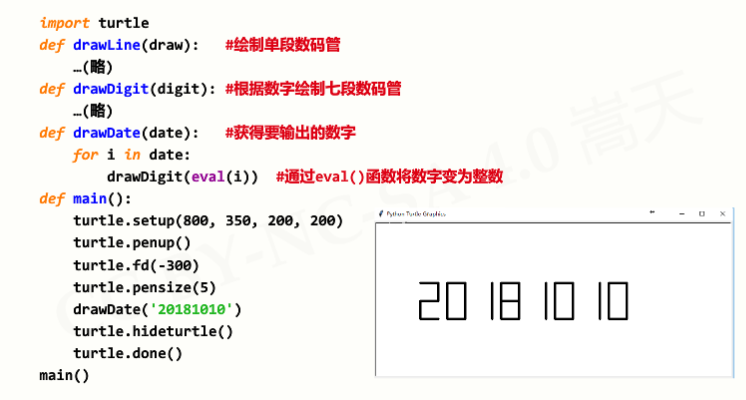 import turtle
def drawLine(draw):   #绘制单段数码管
    …(略)
def drawDigit(digit): #根据数字绘制七段数码管
    …(略)
def drawDate(date):   #获得要输出的数字
    for i in date:
        drawDigit(eval(i))  #通过eval()函数将数字变为整数
def main():
    turtle.setup(800, 350, 200, 200)
    turtle.penup()
    turtle.fd(-300)
    turtle.pensize(5)
    drawDate('20181010')
    turtle.hideturtle()
    turtle.done()
main()
Python Turtle Graphics
20181010
CC BY-NC-SA 4.0 嵩天